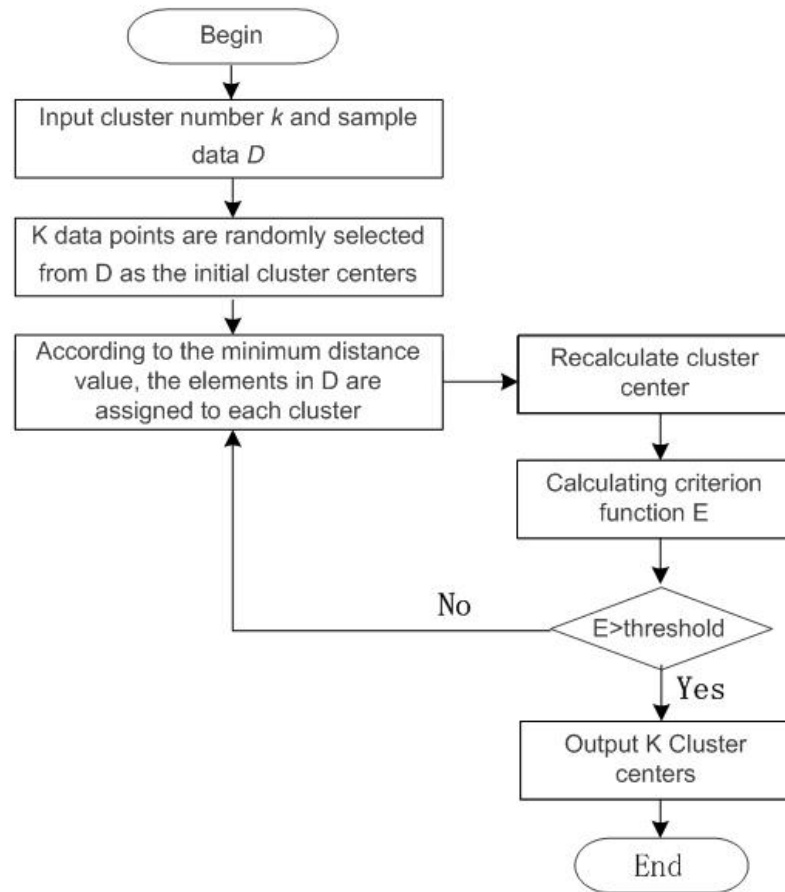 Begin
Input cluster number k and sample
data D
K data points are randomly selected
from D as the initial cluster centers
According to the minimum distance
value, the elements in D are
assigned to each cluster
Recalculate cluster
center
Calculating criterion
function E
E>threshold
No
Yes
Output K Cluster
centers
End